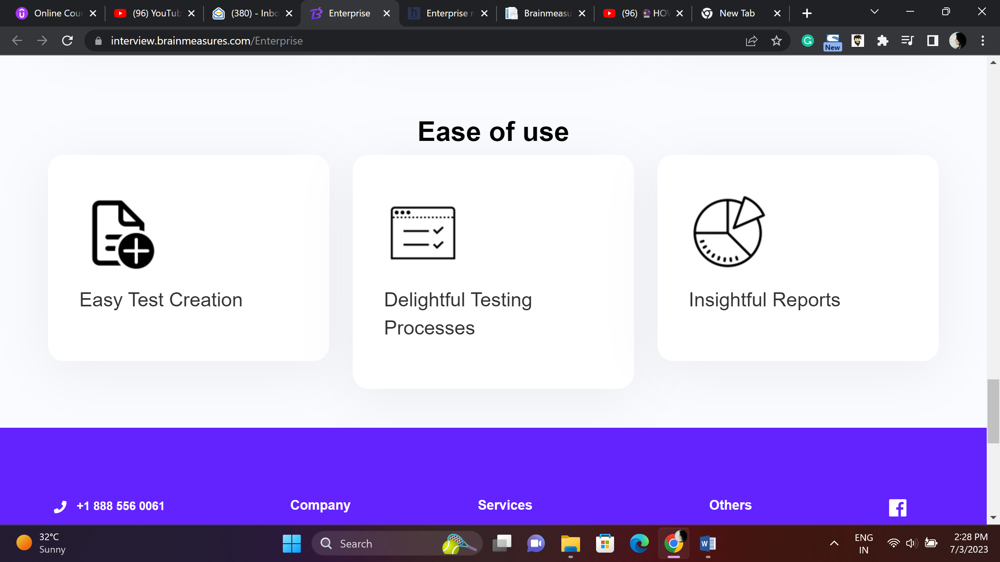 Online Cour
(96) YouTub
(380) - Inbo
Enterprise
Enterprise r
Brainmeasu
(96) 🔮 HOW
New Tab
interview.brainmeasures.com/Enterprise
New
Ease of use
Easy Test Creation
Delightful Testing
Processes
Insightful Reports
+1 888 556 0061
Company
Services
Others
32°C
Sunny
Search
ENG
IN
2:28 PM
7/3/2023